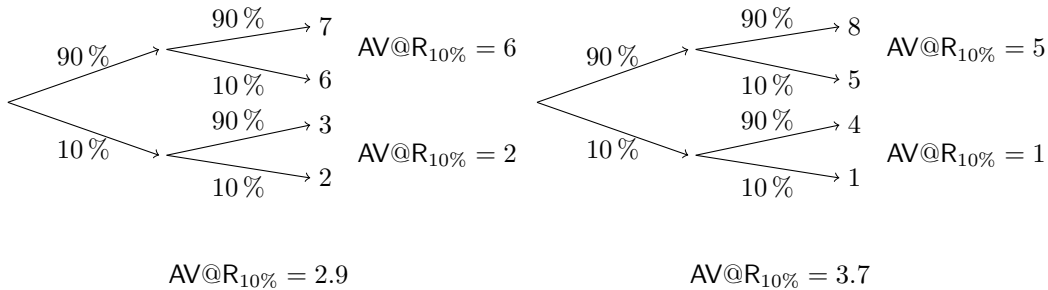 90 % 7 90 % 8
90 % AV@R10% = 6 90 % AV@R10% = 5
10 % 6 10 % 5
90 % 3 90 % 4
10 % AV@R10% = 2 10 % AV@R10% = 1
10 % 2 10 % 1
AV@R10% = 2.9 AV@R10% = 3.7